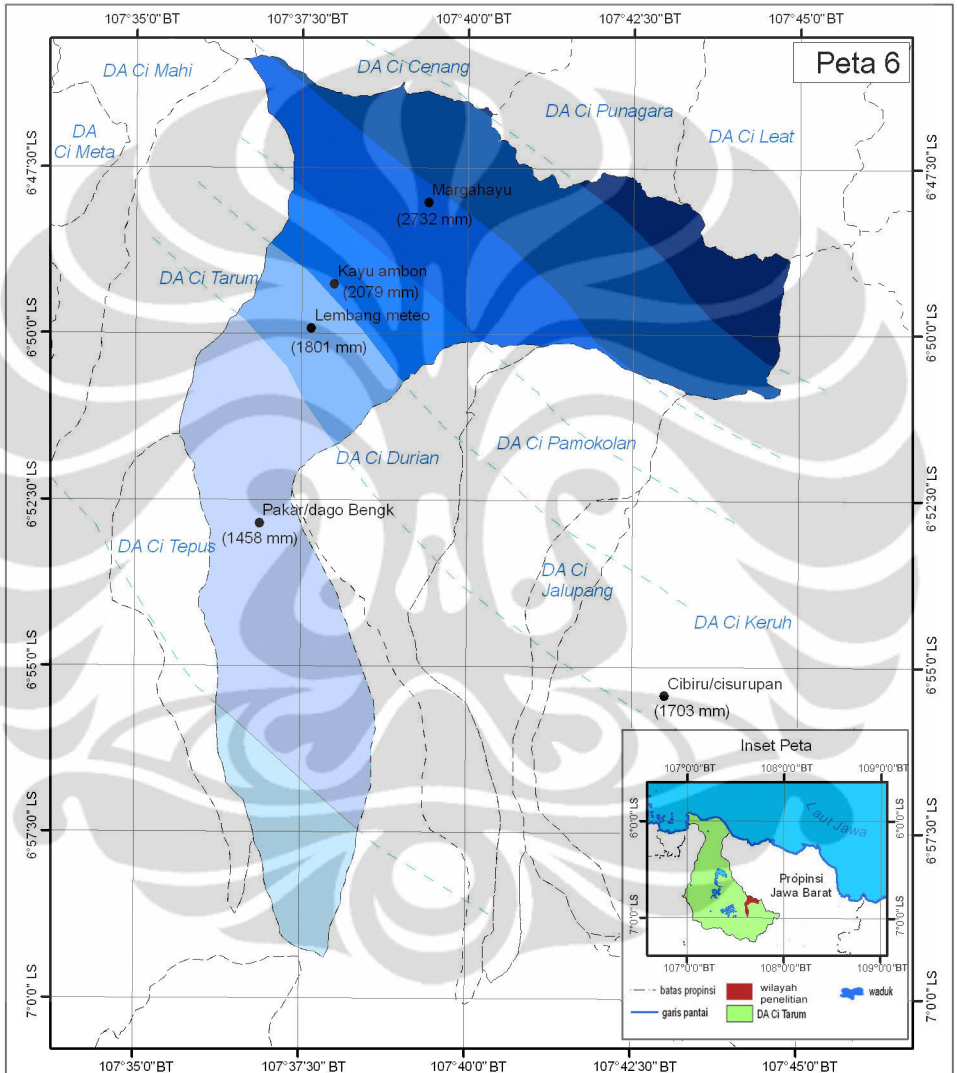 107°35'0"BT
107°37'30"BT
107°40'0"BT
107°42'30"BT
107°45'0"BT
Peta 6
DA Ci Mahi
DA Ci Cenang
DA Ci Punagara
DA Ci Leat
DA
Ci Meta
6°47'30"LS
6°47'30"LS
Margahayu
(2732 mm)
DA Ci Tarum
Kayu ambon
(2079 mm)
Lembang meteo
(1801 mm)
6°50'0"LS
6°50'0"LS
DA Ci Durian
DA Ci Pamokolan
6°52'30"LS
6°52'30"LS
Pakar/dago Bengk
(1458 mm)
DA Ci Tepus
DA Ci
Jalupang
DA Ci Keruh
6°55'0"LS
6°55'0"LS
Cibiru/cisurupan
(1703 mm)
6°57'30"LS
6°57'30"LS
7°0'0"LS
7°0'0"LS
Inset Peta
107°0'0"BT
108°0'0"BT
109°0'0"BT
6°0'0"LS
6°0'0"LS
Laut Jawa
Propinsi
Jawa Barat
7°0'0"LS
7°0'0"LS
107°0'0"BT
108°0'0"BT
109°0'0"BT
batas propinsi
wilayah
penelitian
waduk
garis pantai
DA Ci Tarum
107°35'0"BT
107°37'30"BT
107°40'0"BT
107°42'30"BT
107°45'0"BT